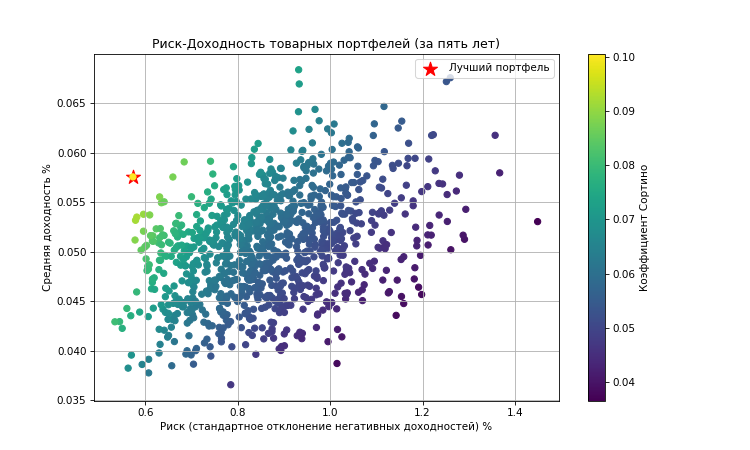 Риск-Доходность товарных портфелей (за пять лет)
Лучший портфель
Средняя доходность %
0.065
0.060
0.055
0.050
0.045
0.040
0.035
0.6 0.8 1.0 1.2 1.4
Риск (стандартное отклонение негативных доходностей) %
0.10
0.09
0.08
0.07
0.06
0.05
0.04
Коэффициент Сортино